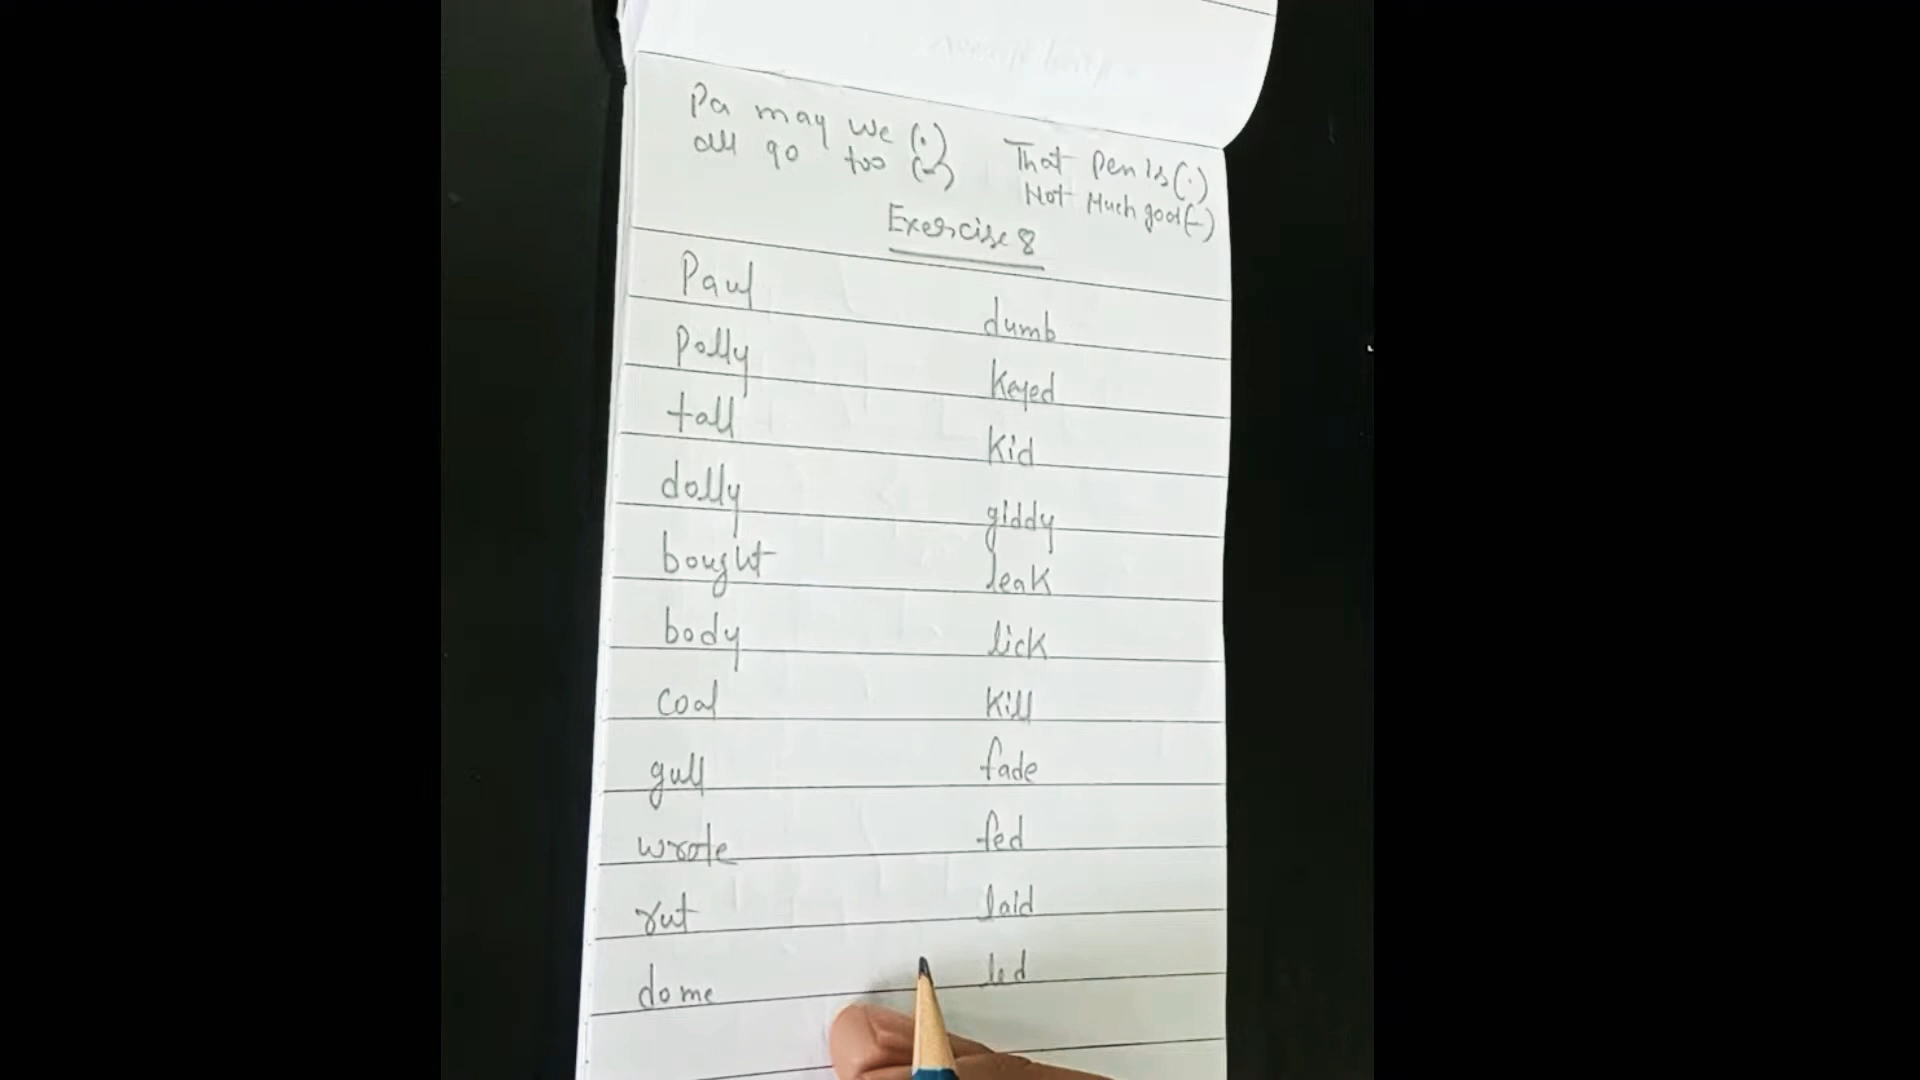 Pa may we (.)
all go too (-)
That Pen is (.)
Not Much good (-)
Exercise 8
Paul
Polly
tall
dolly
bought
body
coal
gull
wrote
rut
dome
dumb
Keyed
Kid
giddy
leak
lick
Kill
fade
fed
laid
led